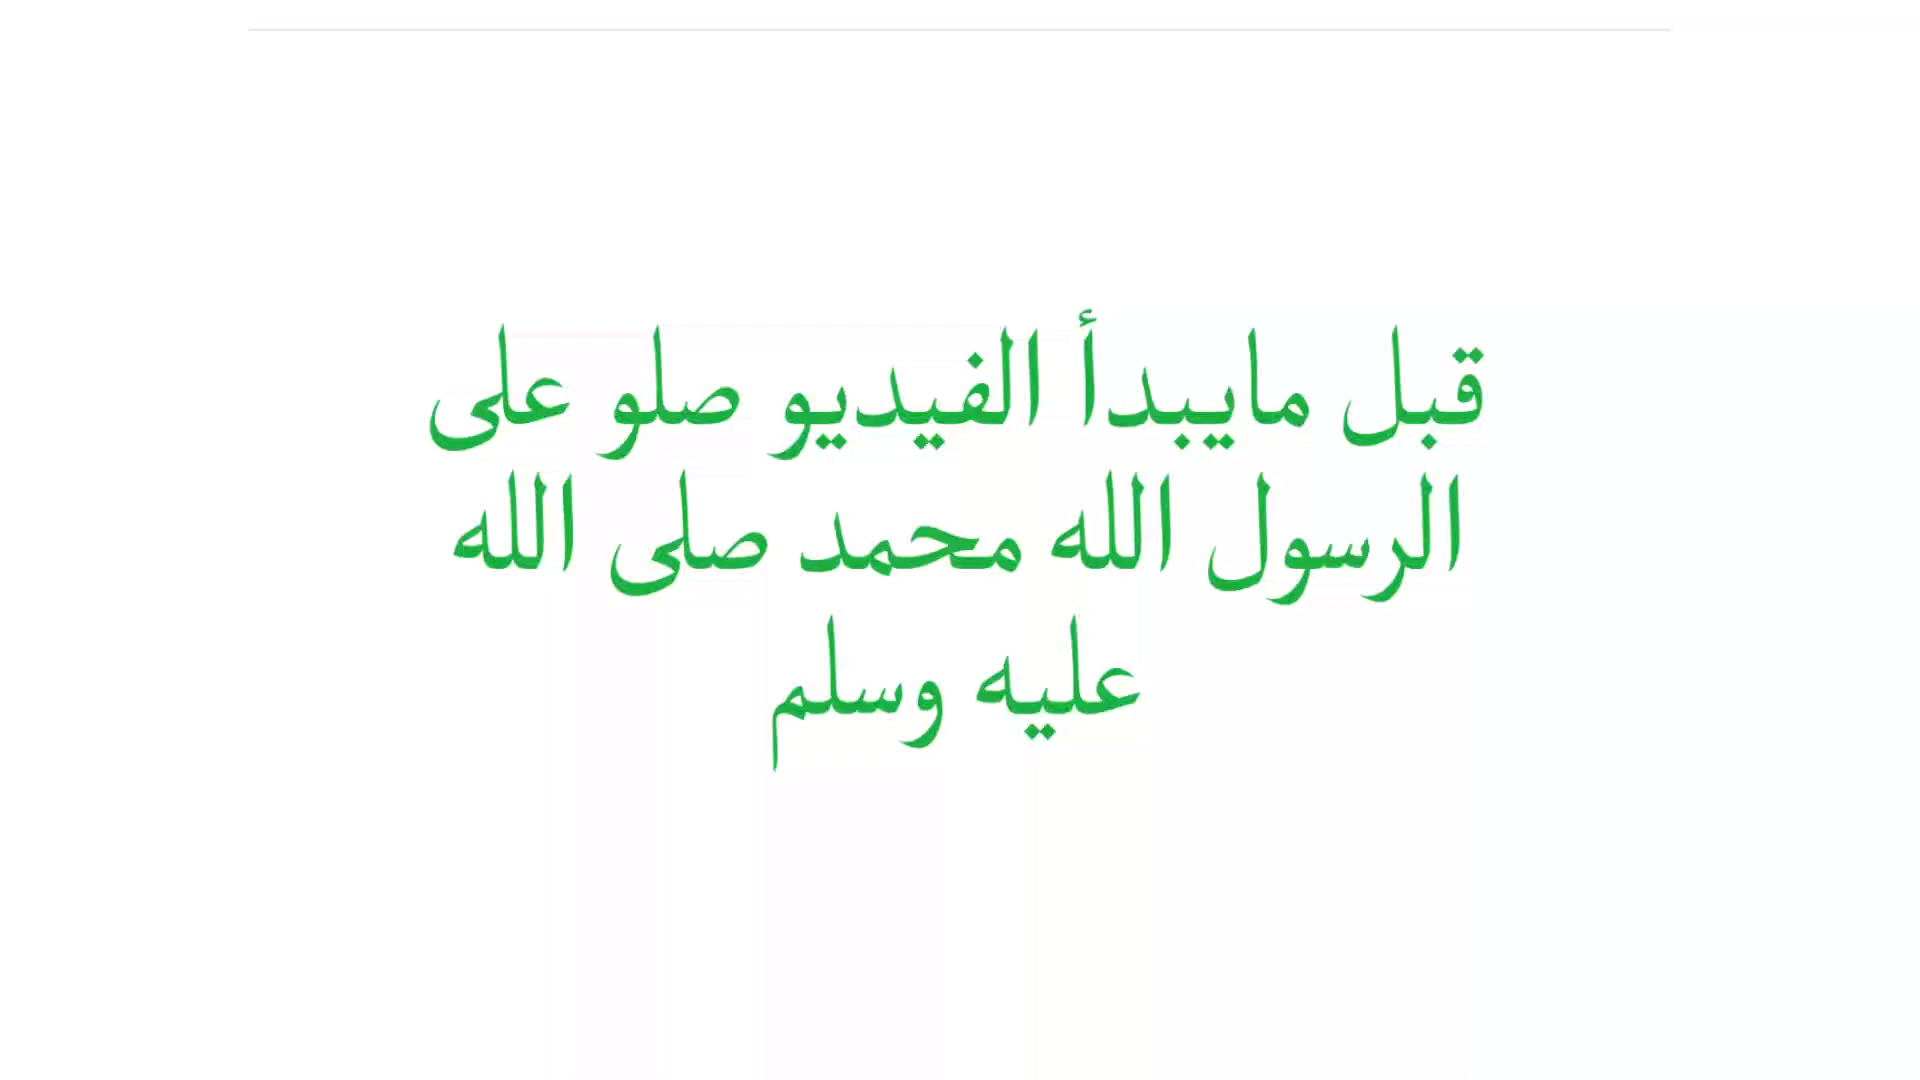 قبل مايبدأ الفيديو صلو على
الرسول الله محمد صلى الله
عليه وسلم